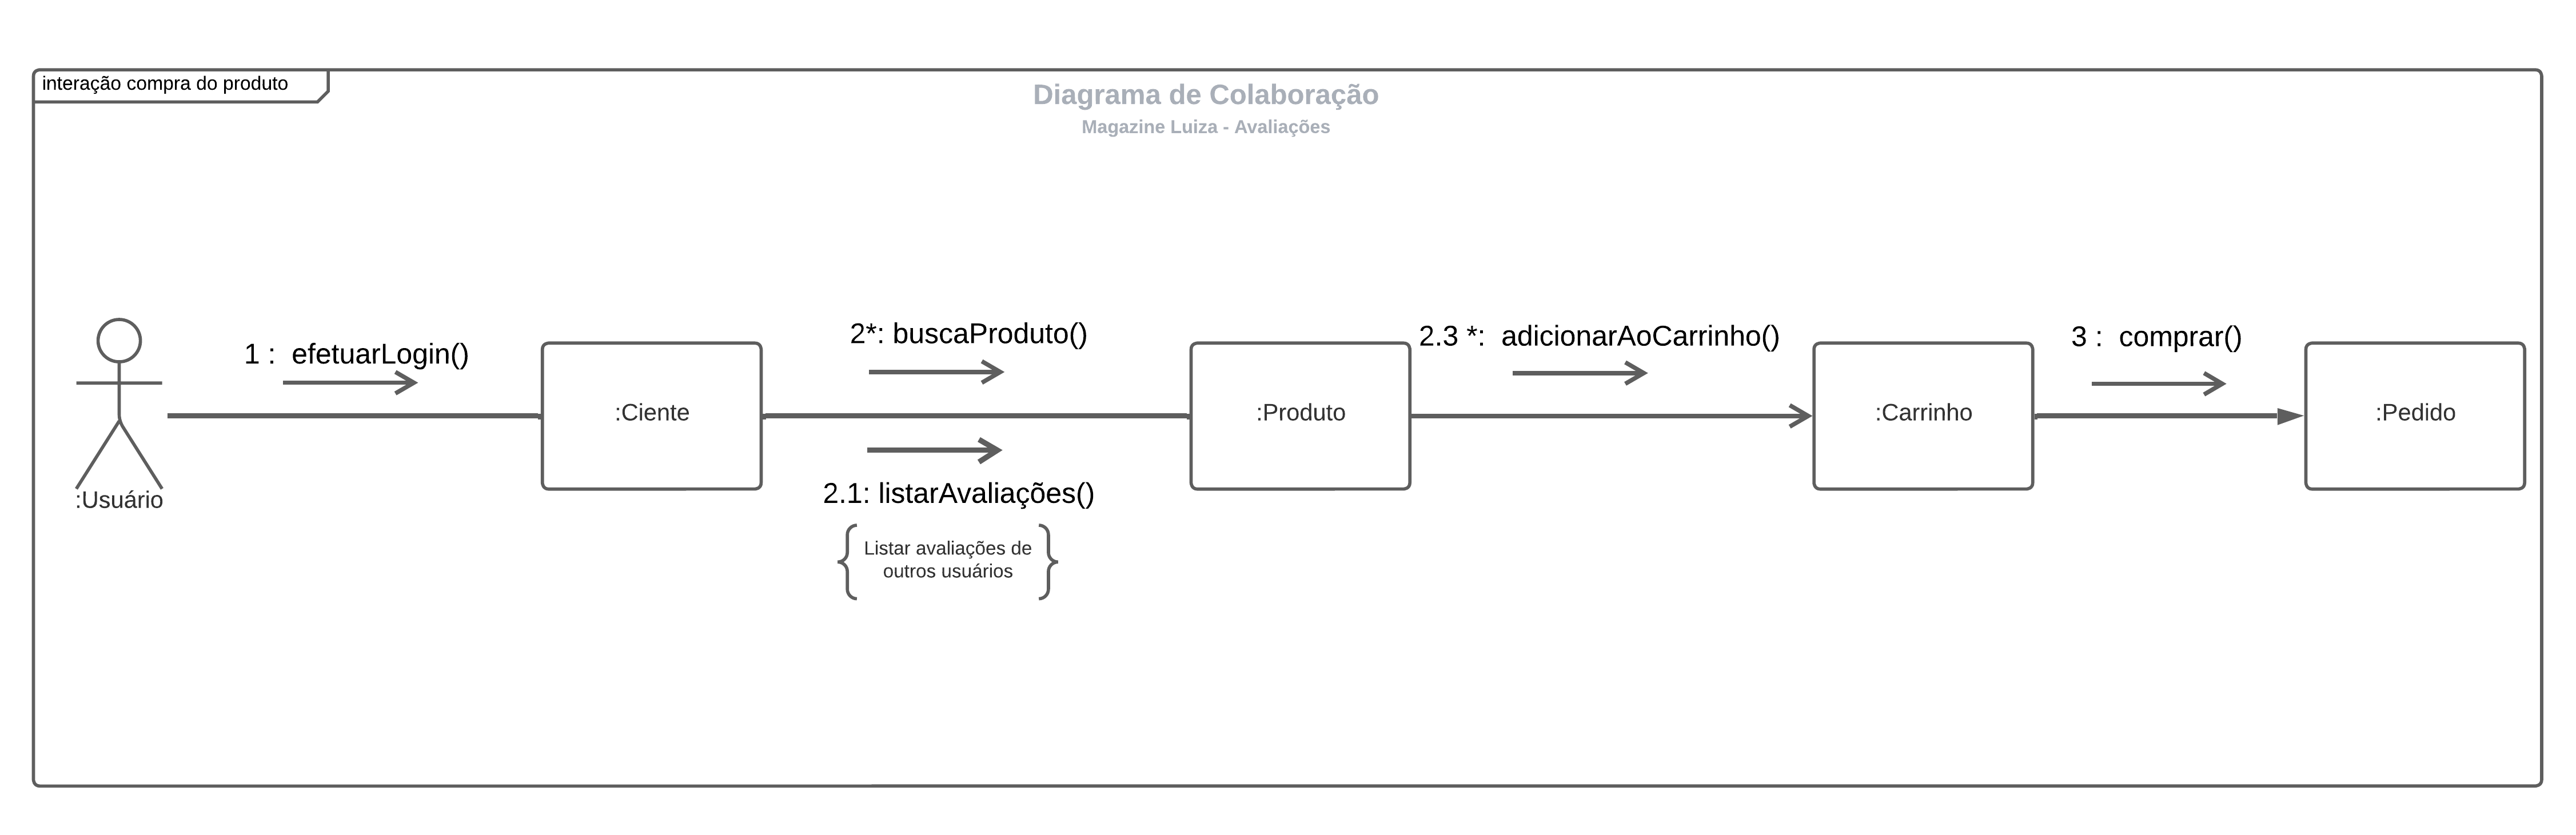 interação compra do produto
Diagrama de Colaboração
Magazine Luiza - Avaliações
1 :  efetuarLogin()
2*: buscaProduto()
2.3 *:  adicionarAoCarrinho()
3 :  comprar()
:Usuário
:Ciente
:Produto
:Carrinho
:Pedido
2.1: listarAvaliações()
Listar avaliações de
outros usuários